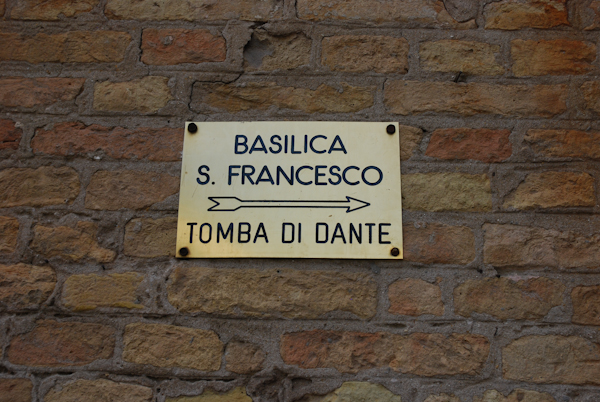 BASILICA
S. FRANCESCO
TOMBA DI DANTE